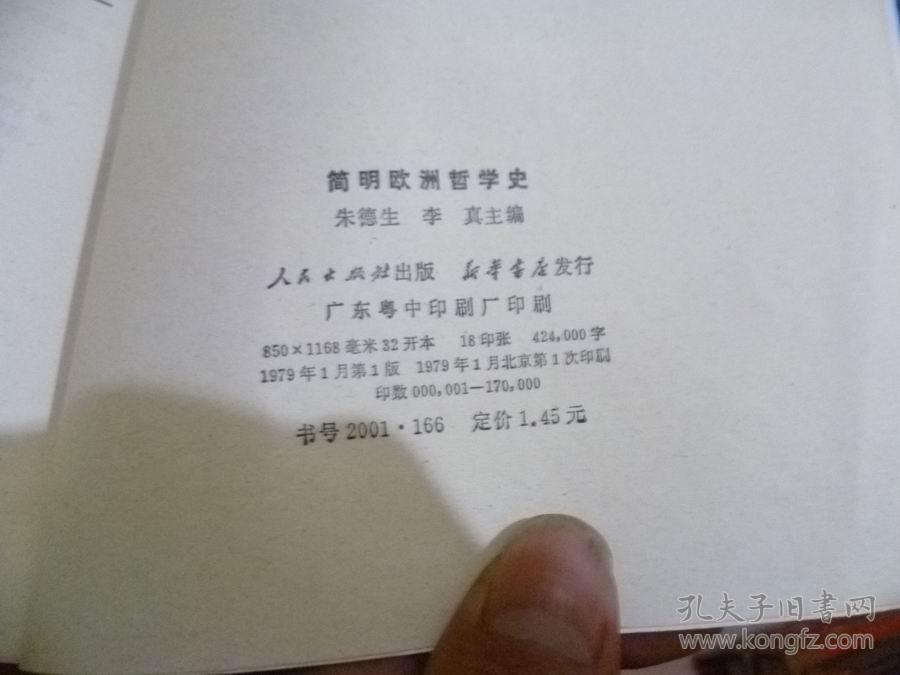 简明欧洲哲学史
朱德生 李 真主编
人民出版社出版 新华书店发行
广东粤中印刷厂印刷
850×1168毫米32开本 18印张 424,000字
1979年1月第1版 1979年1月北京第1次印刷
印数000,001—170,000
书号2001·166 定价1.45元
孔夫子旧書网
www.kongfz.com